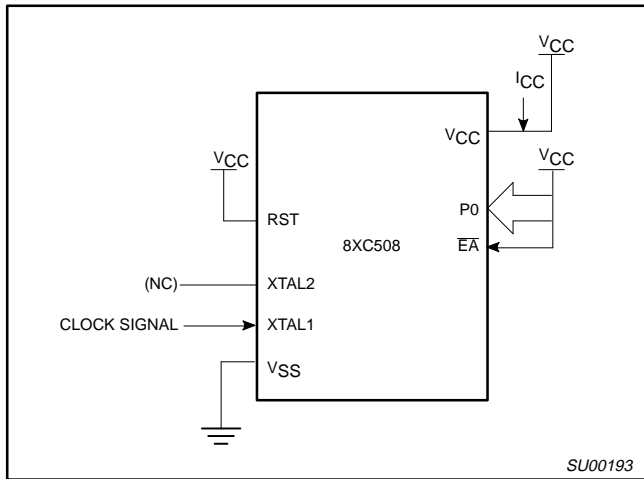 VCC
ICC
VCC
VCC
VCC
RST
P0
8XC508
EA
(NC)
XTAL2
CLOCK SIGNAL
XTAL1
VSS
SU00193